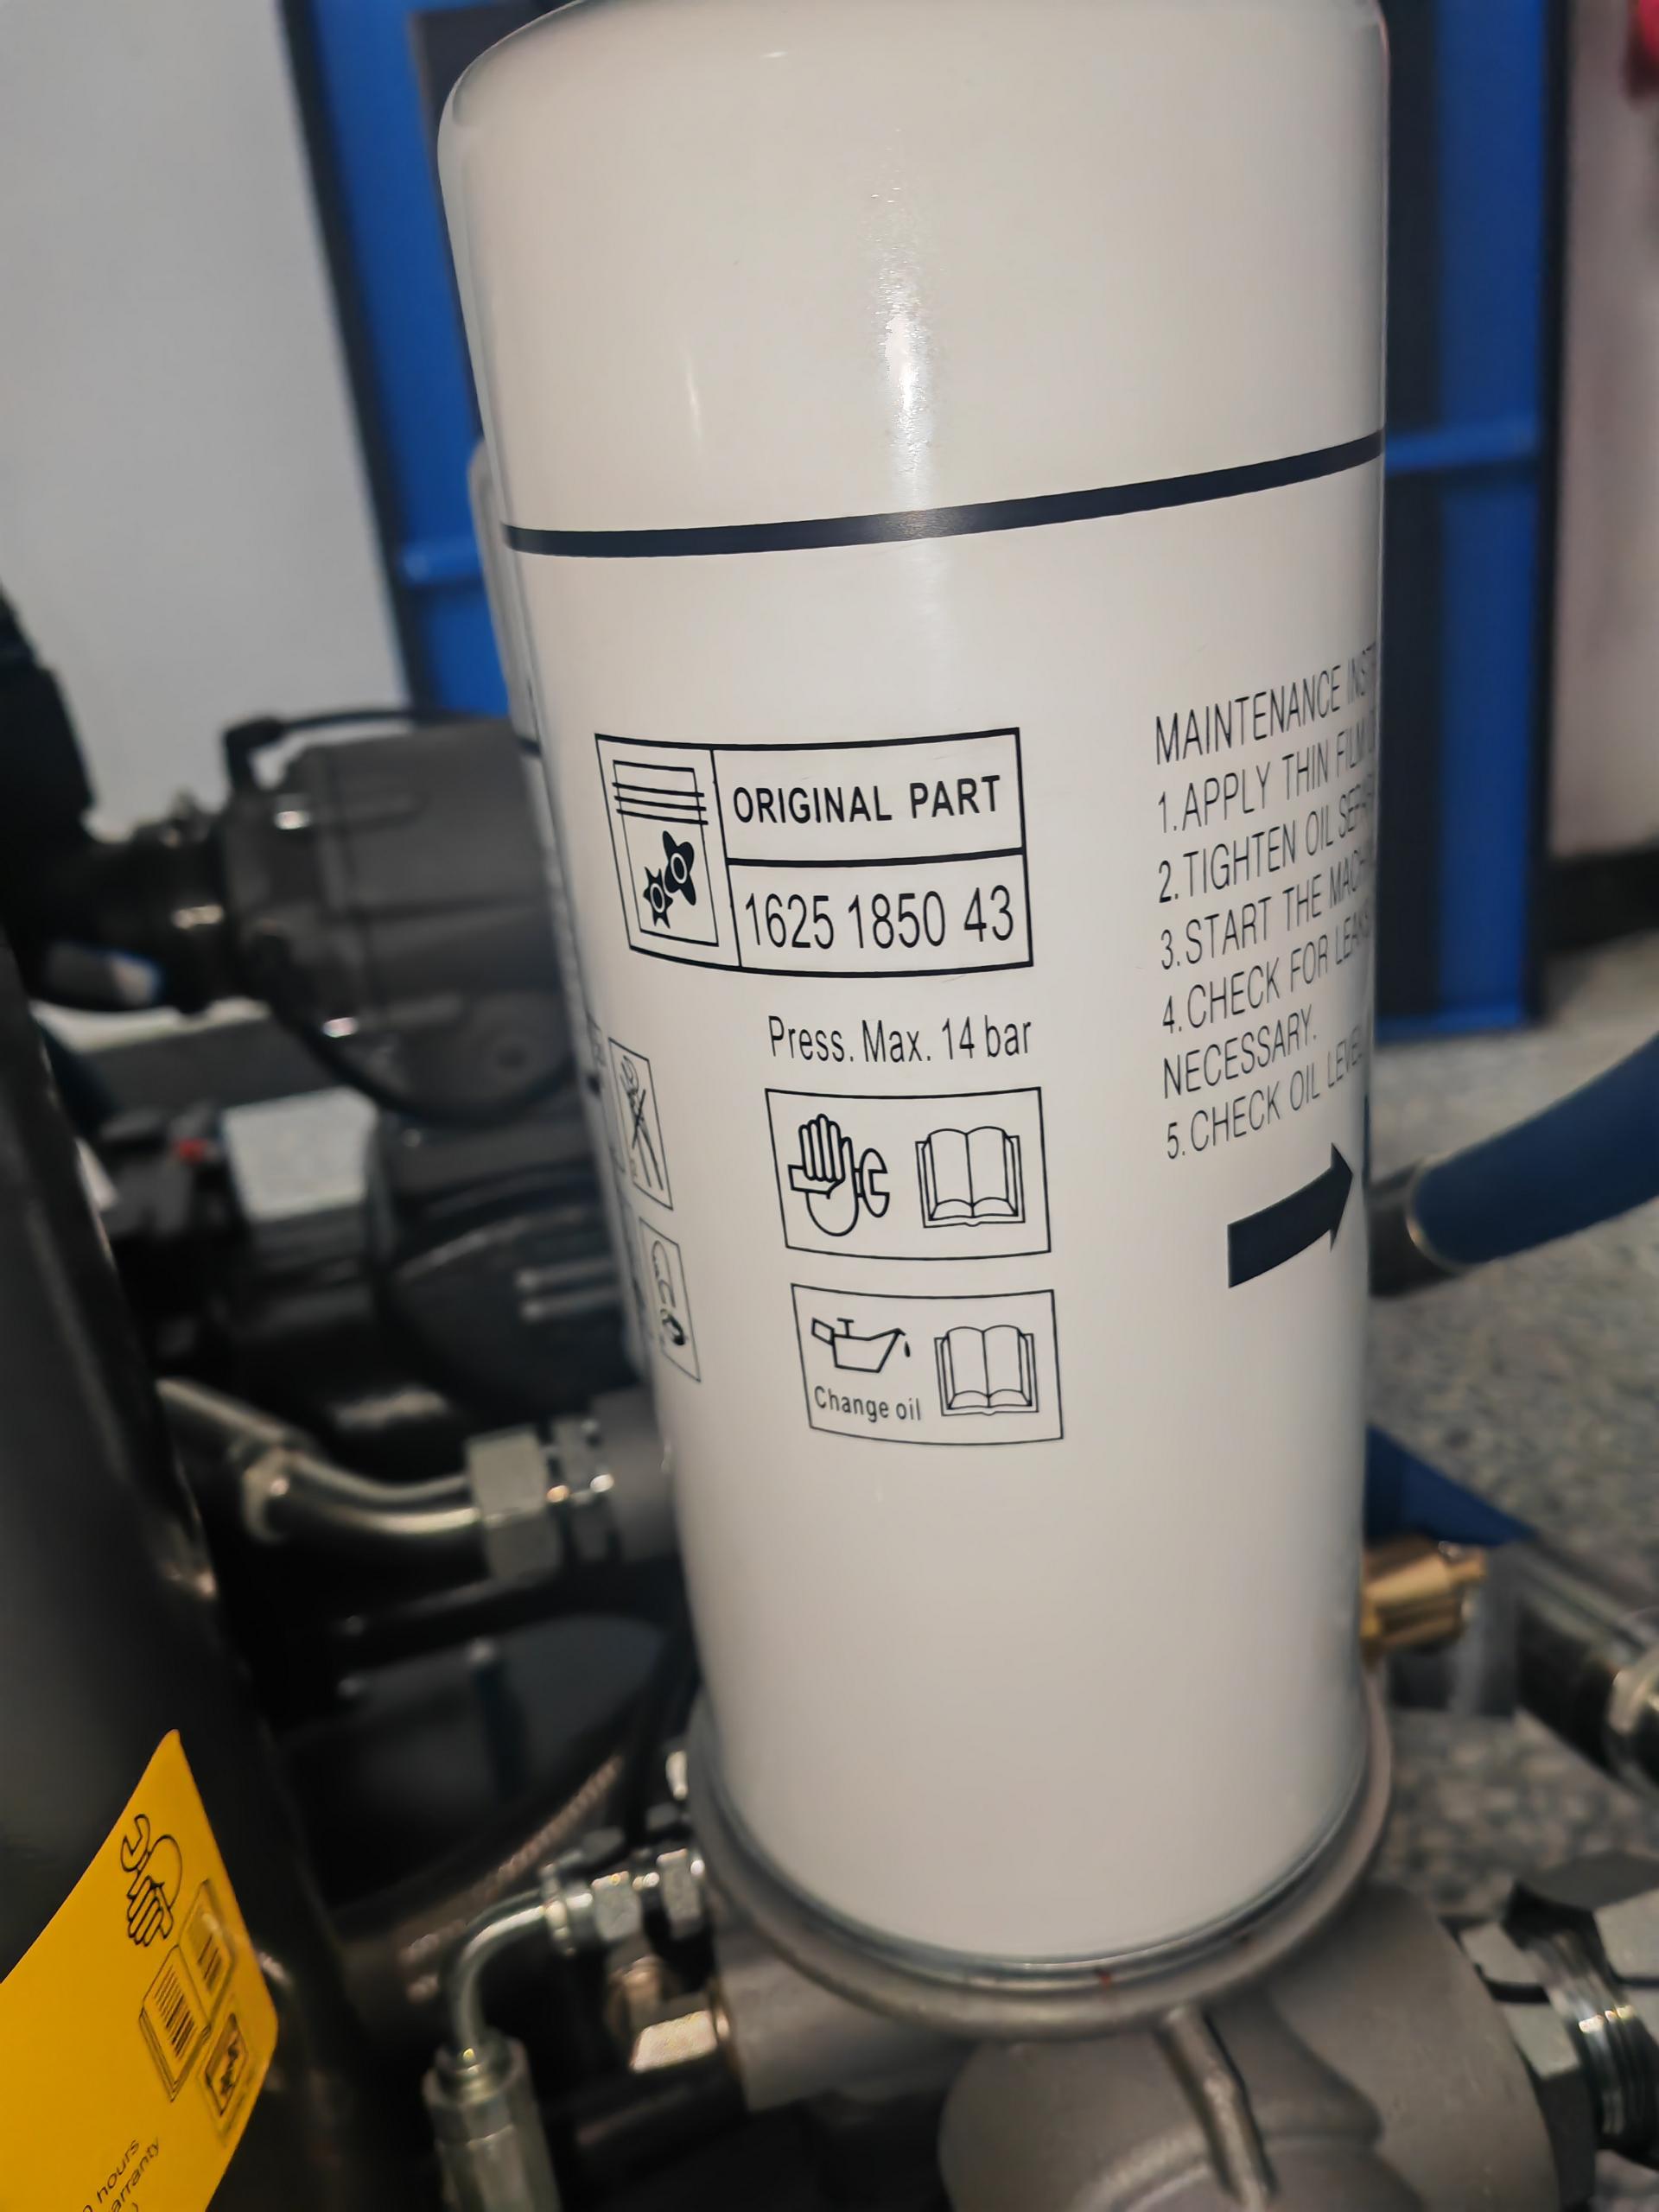 ORIGINAL PART
1625 1850 43
Press. Max. 14 bar
Change oil
MAINTENANCE
1.APPLY THIN FILM
2.TIGHTEN OIL
3.START THE
4.CHECK FOR
NECESSARY.
5.CHECK OIL
hours